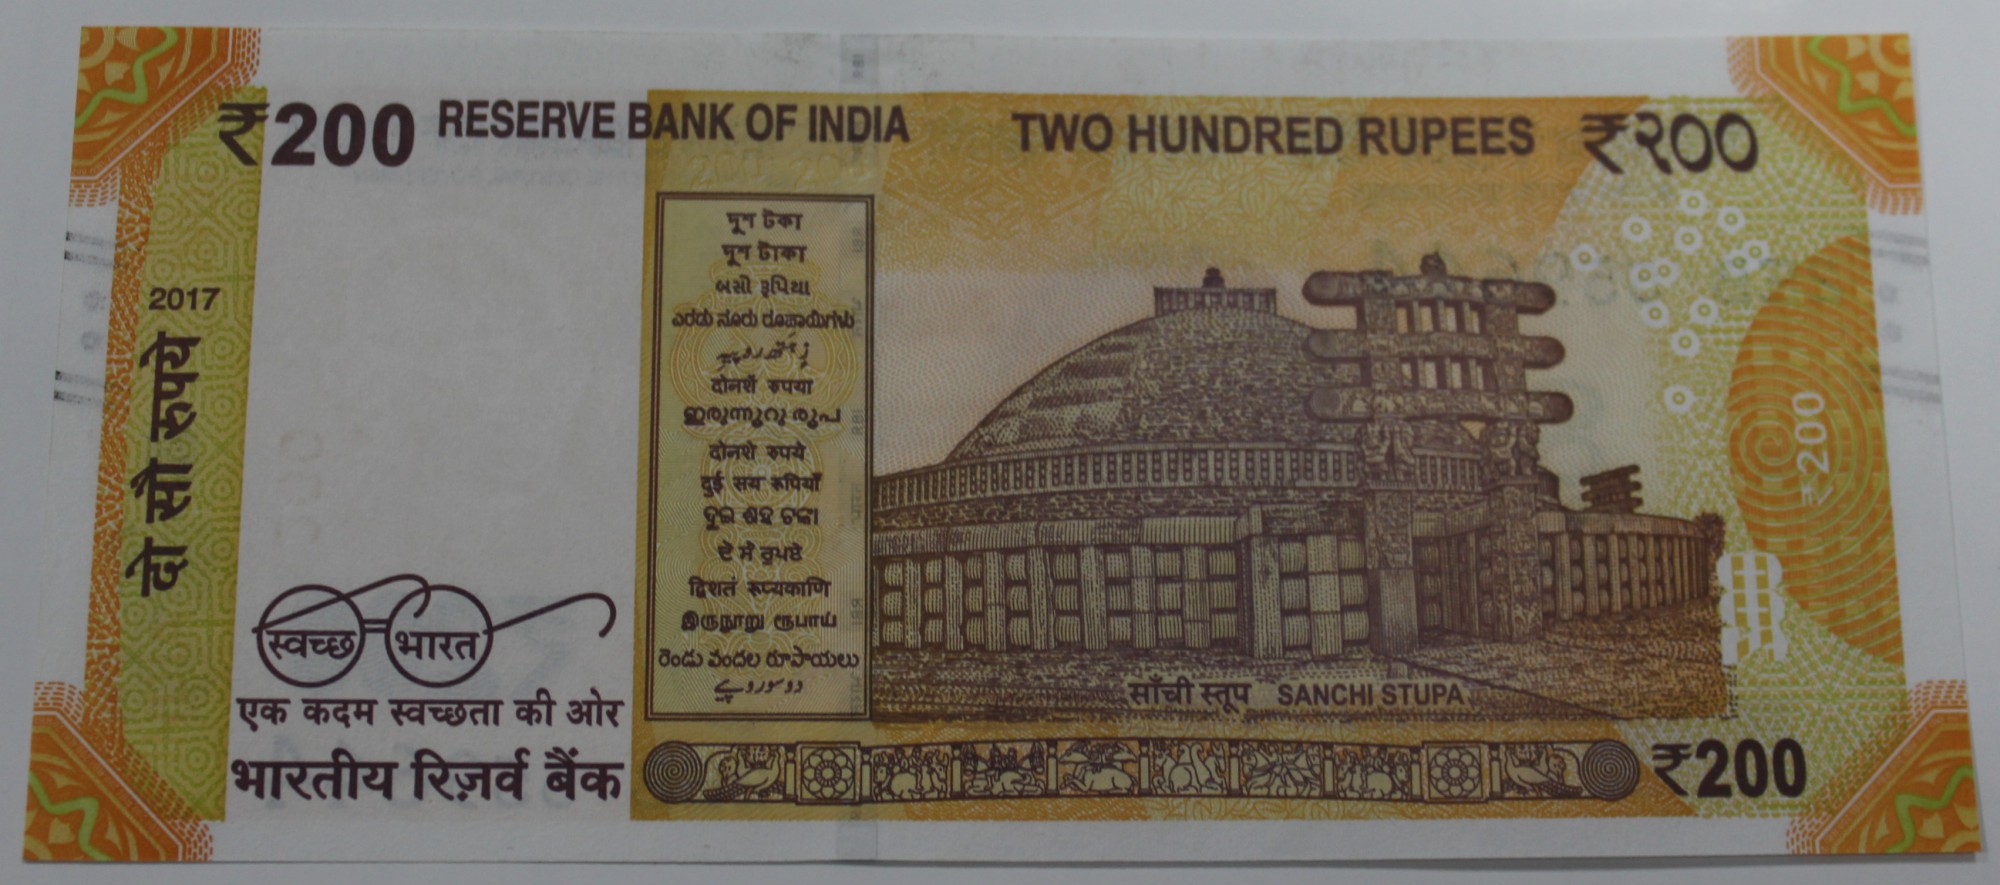 ₹200 RESERVE BANK OF INDIA TWO HUNDRED RUPEES ₹२००
2017
दो सौ रुपये
দুশ টকা
দুশ টাকা
બસો રૂપિયા
ಎರಡು ನೂರು ರೂಪಾಯಿಗಳು
دोनشें रुपया
ഇരുന്നൂറു രൂപ
दोनशे रुपये
दुई सय रुपियाँ
ଦୁଇ ଶହ ଟଙ୍କା
ਦੋ ਸੌ ਰੁਪਏ
द्विशतं रूप्यकाणि
இருநூறு ரூபாய்
రెండు వందల రూపాయలు
دو سو روپے
स्वच्छ भारत
एक कदम स्वच्छता की ओर
भारतीय रिज़र्व बैंक
साँची स्तूप SANCHI STUPA
₹200
₹200